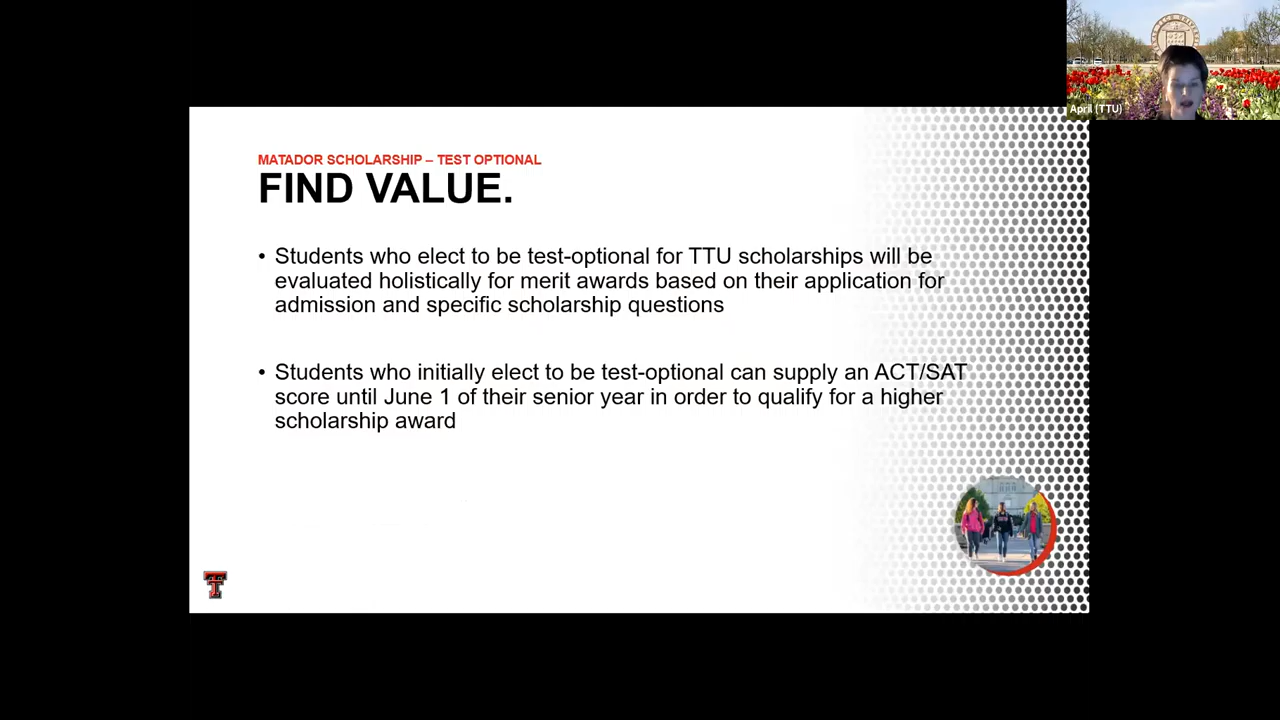 April (TTU)
MATADOR SCHOLARSHIP – TEST OPTIONAL
FIND VALUE.
• Students who elect to be test-optional for TTU scholarships will be
evaluated holistically for merit awards based on their application for
admission and specific scholarship questions
• Students who initially elect to be test-optional can supply an ACT/SAT
score until June 1 of their senior year in order to qualify for a higher
scholarship award